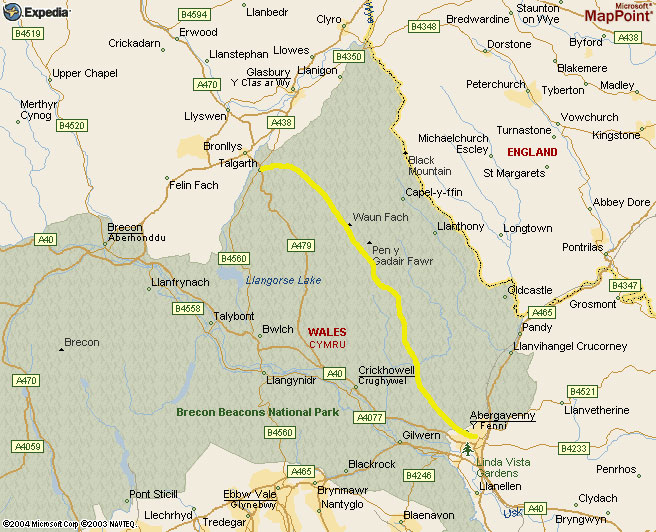 Expedia
Microsoft
MapPoint
B4594
Llanbedr
Clyro
Wye
B4348
Bredwardine
Staunton
on Wye
B4519
Erwood
Crickadarn
A438
Byford
Dorstone
Llanstephan
Llowes
B4350
Blakemere
Upper Chapel
Glasbury
Y Clas ar Wy
Llanigon
A470
Peterchurch
Tyberton
Madley
Merthyr
Cynog
Llyswen
A438
Vowchurch
B4520
Turnastone
Kingstone
Michaelchurch
Escley
Bronllys
ENGLAND
Talgarth
Black
Mountain
St Margarets
Felin Fach
Capel-y-ffin
Abbey Dore
Waun Fach
Brecon
Aberhonddu
Llanthony
Longtown
A40
A479
Pen y
Gadair Fawr
Pontrilas
B4560
Llangorse Lake
Llanfrynach
Oldcastle
B4347
Grosmont
B4558
Talybont
A465
Pandy
Bwlch
WALES
CYMRU
Brecon
Llanvihangel Crucorney
A40
Crickhowell
Crughywel
A470
Llangynidr
B4521
Brecon Beacons National Park
A4077
Abergavenny
Y Fenni
Llanvetherine
B4560
Gilwern
A4059
B4233
Linda Vista
Gardens
Blackrock
A465
B4246
Penrhos
Ebbw Vale
Glynebwy
Brynmawr
Llanellen
Pont Sticill
Nantyglo
Clydach
Usk
A40
Llechrhyd
Blaenavon
Bryngwyn
Tredegar
©2004 Microsoft Corp ©2003 NAVTEQ